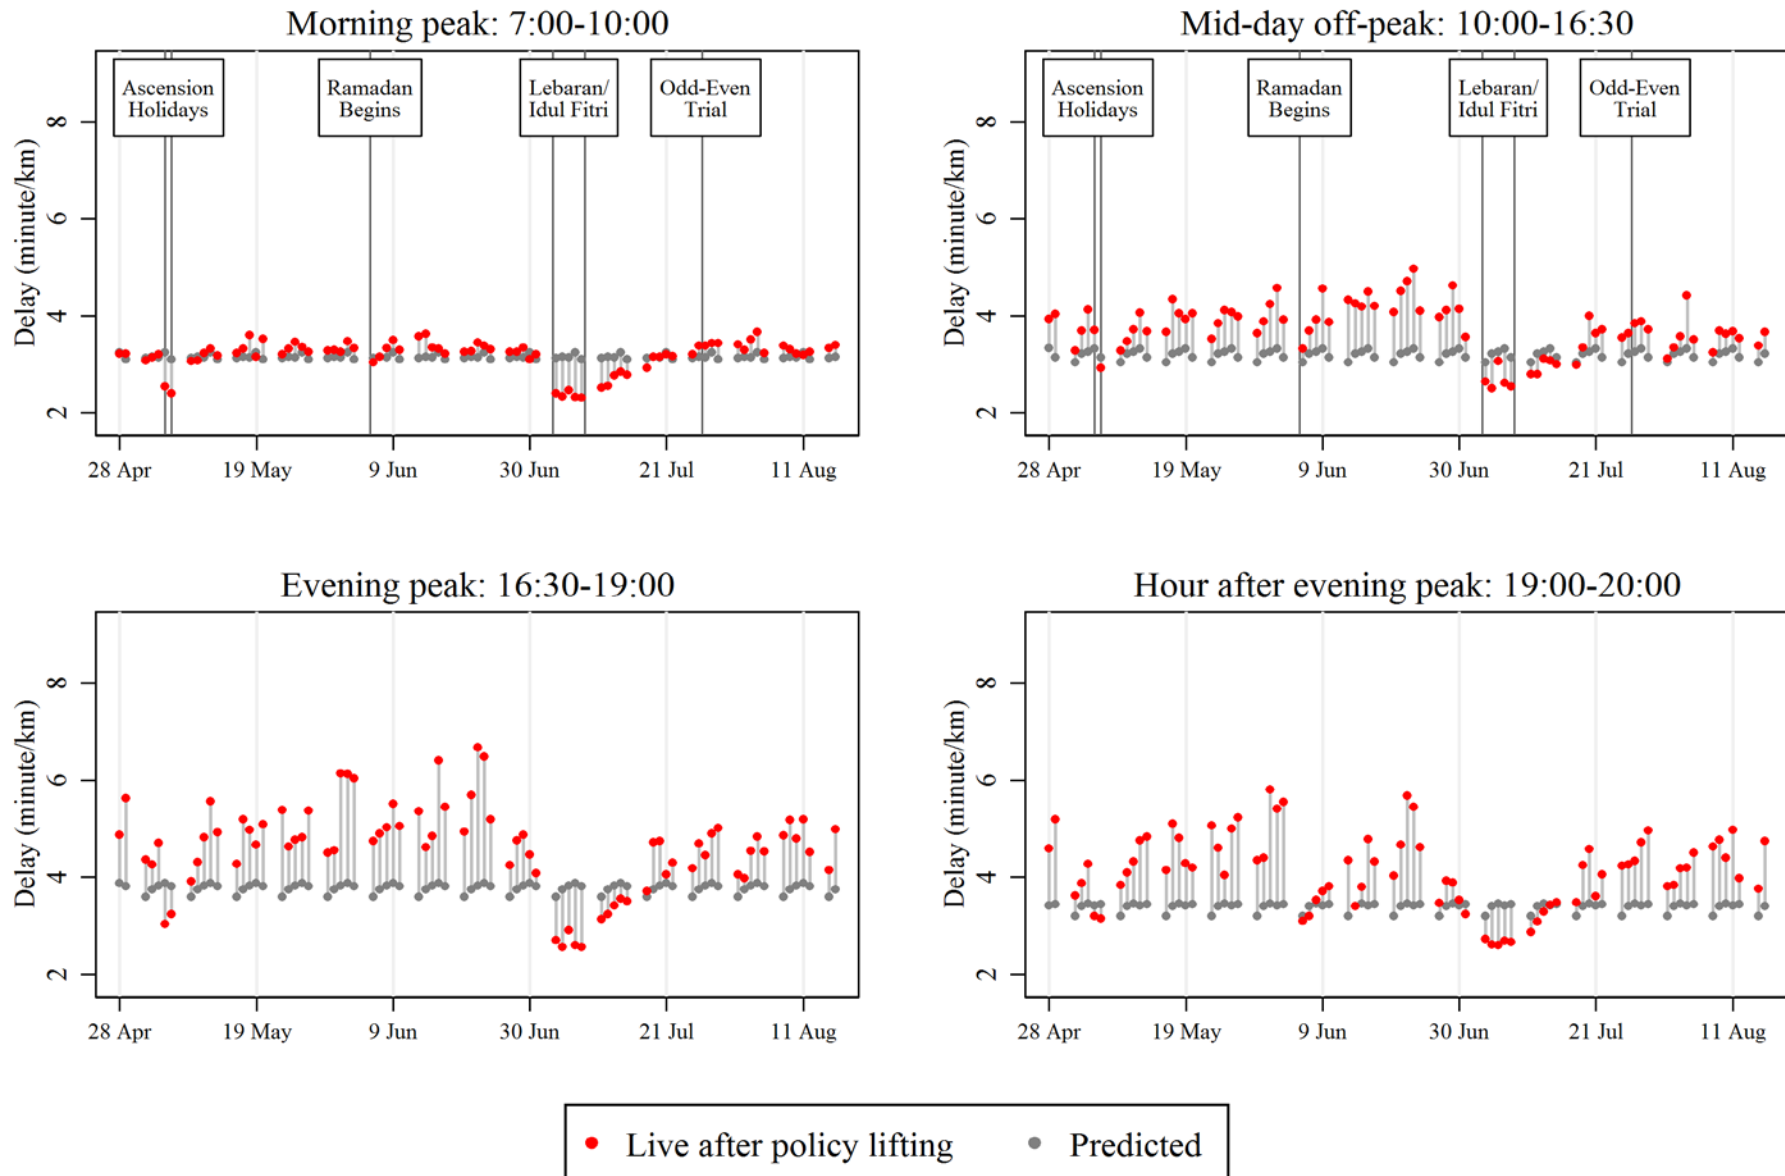 Morning peak: 7:00-10:00
Delay (minute/km)
8
6
4
2
Ascension
Holidays
Ramadan
Begins
Lebaran/
Idul Fitri
Odd-Even
Trial
28 Apr
19 May
9 Jun
30 Jun
21 Jul
11 Aug
Mid-day off-peak: 10:00-16:30
Delay (minute/km)
8
6
4
2
Ascension
Holidays
Ramadan
Begins
Lebaran/
Idul Fitri
Odd-Even
Trial
28 Apr
19 May
9 Jun
30 Jun
21 Jul
11 Aug
Evening peak: 16:30-19:00
Delay (minute/km)
8
6
4
2
28 Apr
19 May
9 Jun
30 Jun
21 Jul
11 Aug
Hour after evening peak: 19:00-20:00
Delay (minute/km)
8
6
4
2
28 Apr
19 May
9 Jun
30 Jun
21 Jul
11 Aug
Live after policy lifting
Predicted